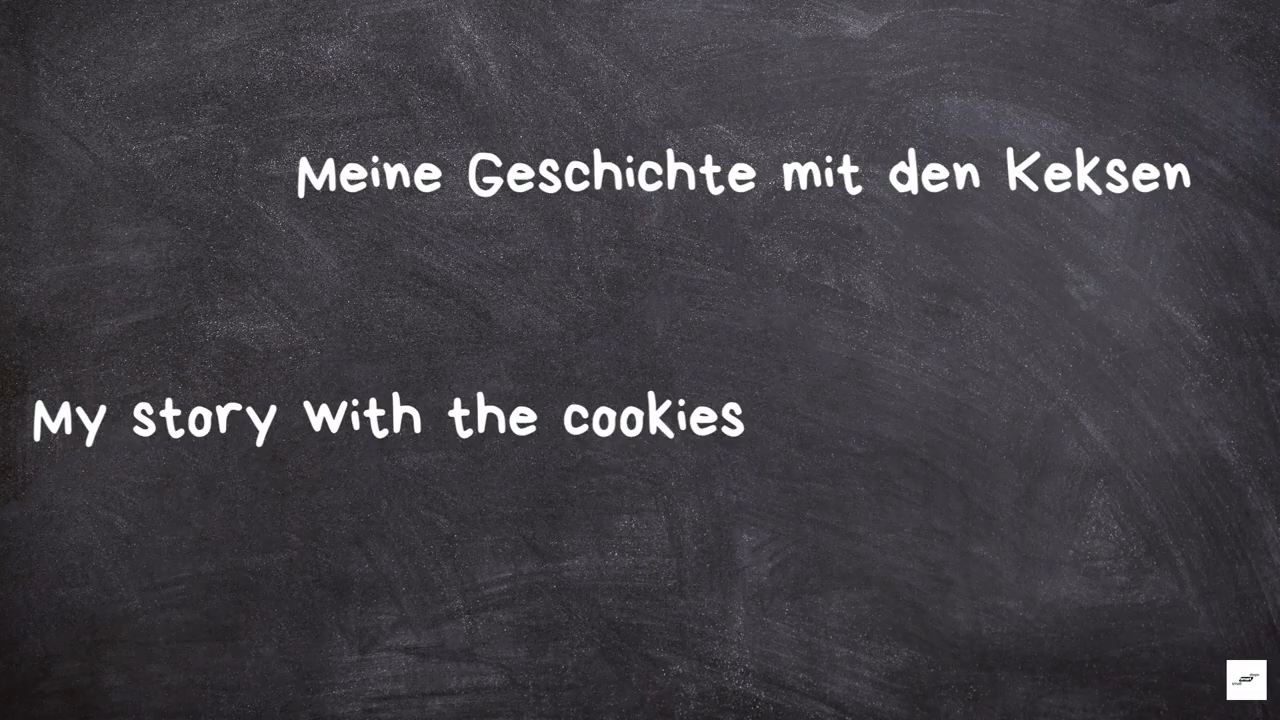 Meine Geschichte mit den Keksen
My story with the cookies